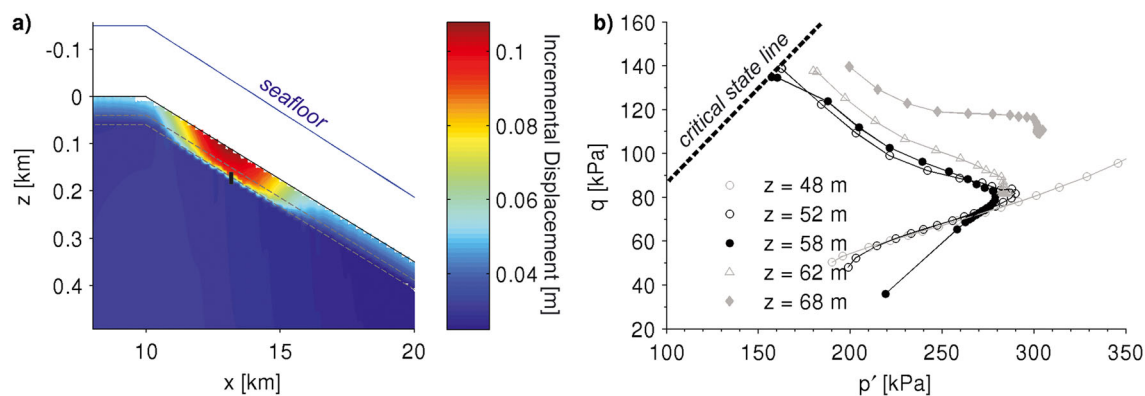 a)
-0.1
0
0.1
0.2
0.3
0.4
z [km]
10
15
20
x [km]
seafloor
0.1
0.08
0.06
0.04
Incremental Displacement [m]
b)
160
140
120
100
80
60
40
20
q [kPa]
100
150
200
250
300
350
p′ [kPa]
critical state line
z = 48 m
z = 52 m
z = 58 m
z = 62 m
z = 68 m